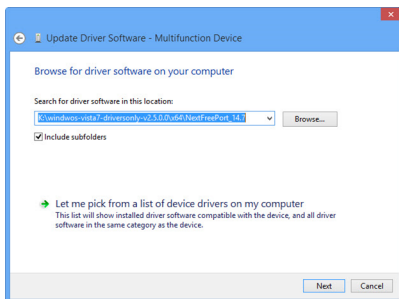 Update Driver Software - Multifunction Device
Browse for driver software on your computer
Search for driver software in this location:
K:\windwos-vista7-driversonly-v2.5.0.0\x64\NextFreePort_14.7
Browse...
Include subfolders
Let me pick from a list of device drivers on my computer
This list will show installed driver software compatible with the device, and all driver
software in the same category as the device.
Next
Cancel